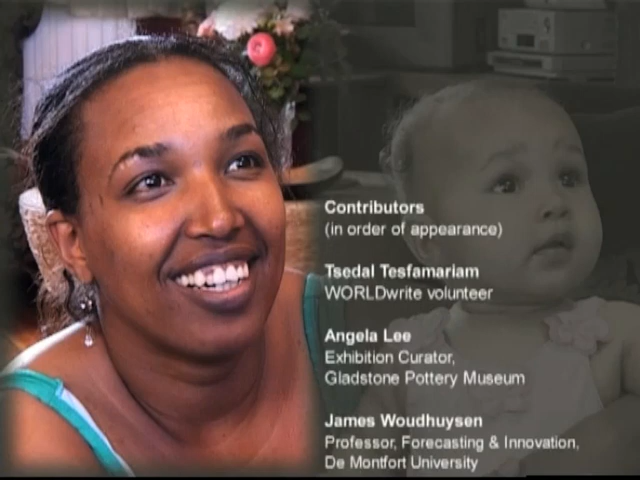 Contributors
(in order of appearance)
Tsedal Tesfamariam
WORLDwrite volunteer
Angela Lee
Exhibition Curator,
Gladstone Pottery Museum
James Woudhuysen
Professor, Forecasting & Innovation,
De Montfort University